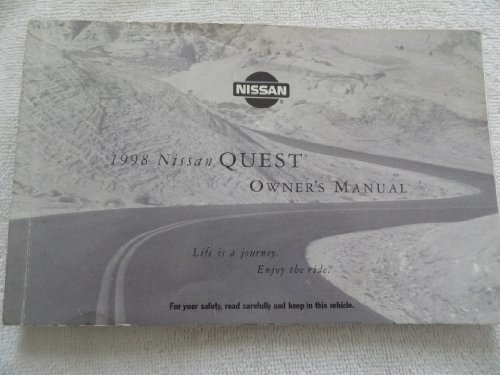 NISSAN
1998 Nissan QUEST
OWNER'S MANUAL
Life is a journey.
Enjoy the ride.
For your safety, read carefully and keep in this vehicle.